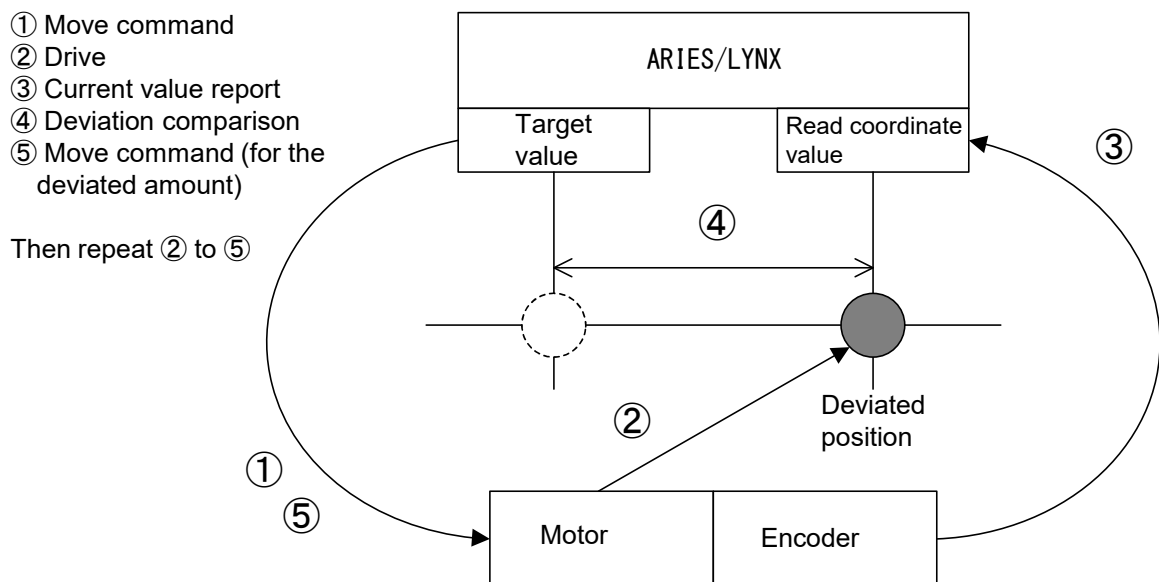 ① Move command
② Drive
③ Current value report
④ Deviation comparison
⑤ Move command (for the
deviated amount)
Then repeat ② to ⑤
ARIES/LYNX
Target
value
Read coordinate
value
③
④
②
Deviated
position
①
⑤
Motor
Encoder